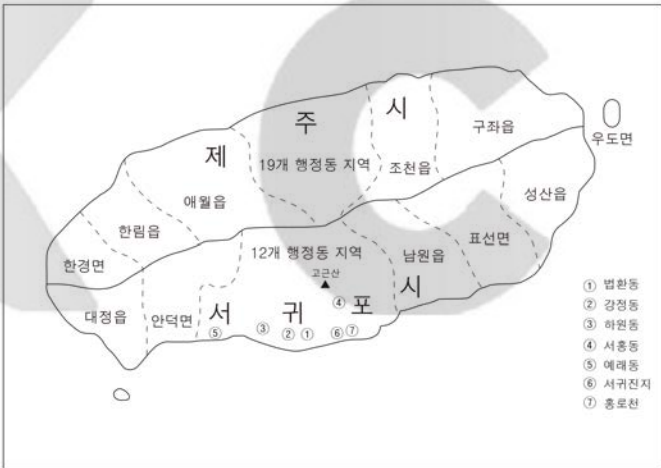 제 주 시
구좌읍
우도면
19개 행정동 지역
조천읍
애월읍
성산읍
한림읍
표선면
12개 행정동 지역
남원읍
한경면
고근산
▲
④
서 귀 포 시
대정읍
안덕면
⑤ ③ ② ① ⑥ ⑦
① 법환동
② 강정동
③ 하원동
④ 서홍동
⑤ 예래동
⑥ 서귀진지
⑦ 홍로천